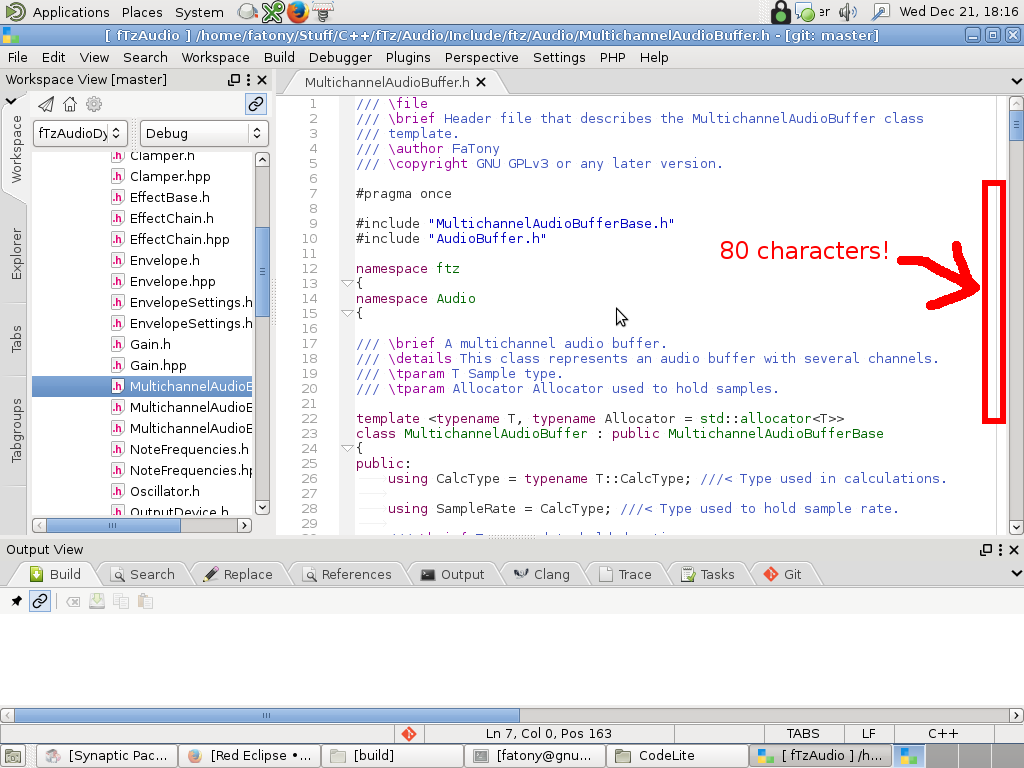 Applications Places System er Wed Dec 21, 18:16
[ fTzAudio ] /home/fatony/Stuff/C++/fTz/Audio/Include/ftz/Audio/MultichannelAudioBuffer.h - [git: master]
File Edit View Search Workspace Build Debugger Plugins Perspective Settings PHP Help
Workspace View [master]
MultichannelAudioBuffer.h
Workspace
Explorer
Tabs
Tabgroups
fTzAudioDy Debug
Clamper.h
Clamper.hpp
EffectBase.h
EffectChain.h
EffectChain.hpp
Envelope.h
Envelope.hpp
EnvelopeSettings.h
EnvelopeSettings.h
Gain.h
Gain.hpp
MultichannelAudioE
MultichannelAudioE
MultichannelAudioE
NoteFrequencies.h
NoteFrequencies.hp
Oscillator.h
OutputDevice.h
1 /// \file
2 /// \brief Header file that describes the MultichannelAudioBuffer class
3 /// template.
4 /// \author FaTony
5 /// \copyright GNU GPLv3 or any later version.
6
7 #pragma once
8
9 #include "MultichannelAudioBufferBase.h"
10 #include "AudioBuffer.h"
11
12 namespace ftz
13 {
14 namespace Audio
15 {
16
17 /// \brief A multichannel audio buffer.
18 /// \details This class represents an audio buffer with several channels.
19 /// \tparam T Sample type.
20 /// \tparam Allocator Allocator used to hold samples.
21
22 template <typename T, typename Allocator = std::allocator<T>>
23 class MultichannelAudioBuffer : public MultichannelAudioBufferBase
24 {
25 public:
26 using CalcType = typename T::CalcType; ///< Type used in calculations.
27
28 using SampleRate = CalcType; ///< Type used to hold sample rate.
29
80 characters!
Output View
Build Search Replace References Output Clang Trace Tasks Git
Ln 7, Col 0, Pos 163 TABS LF C++
[Synaptic Pac... [Red Eclipse •... [build] [fatony@gnu... CodeLite [ fTzAudio ] /h...